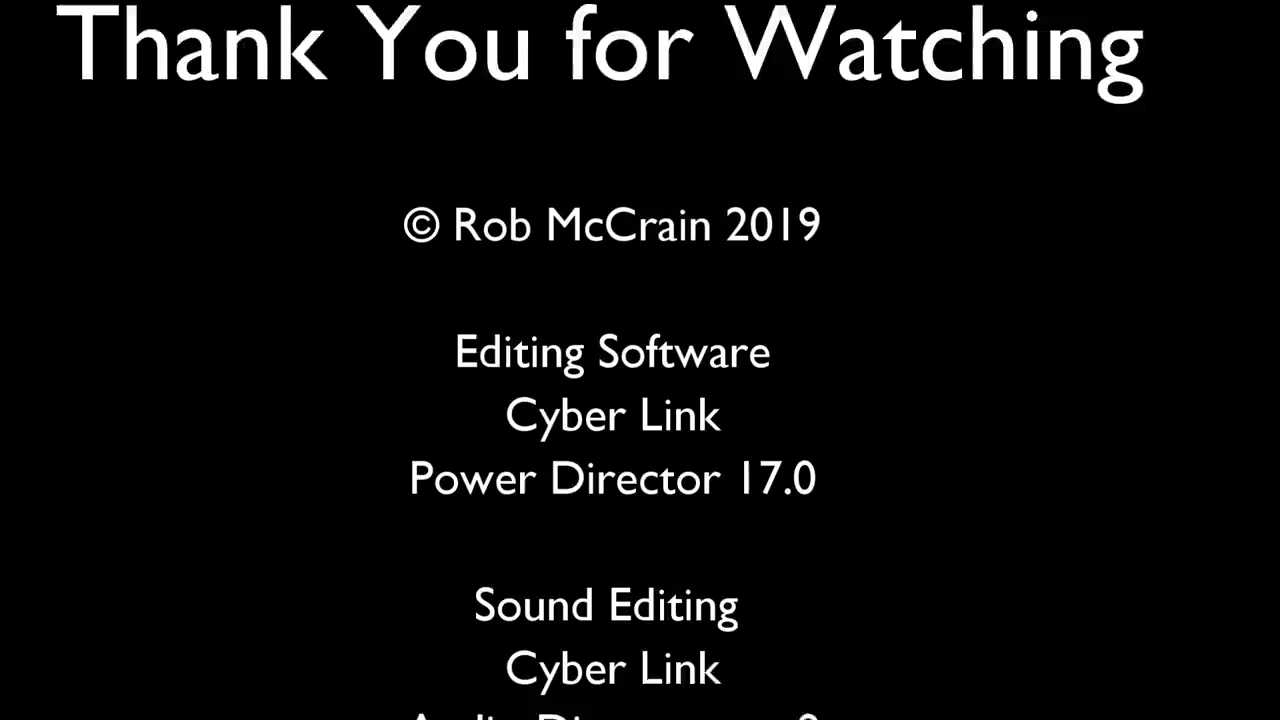 Thank You for Watching
© Rob McCrain 2019
Editing Software
Cyber Link
Power Director 17.0
Sound Editing
Cyber Link